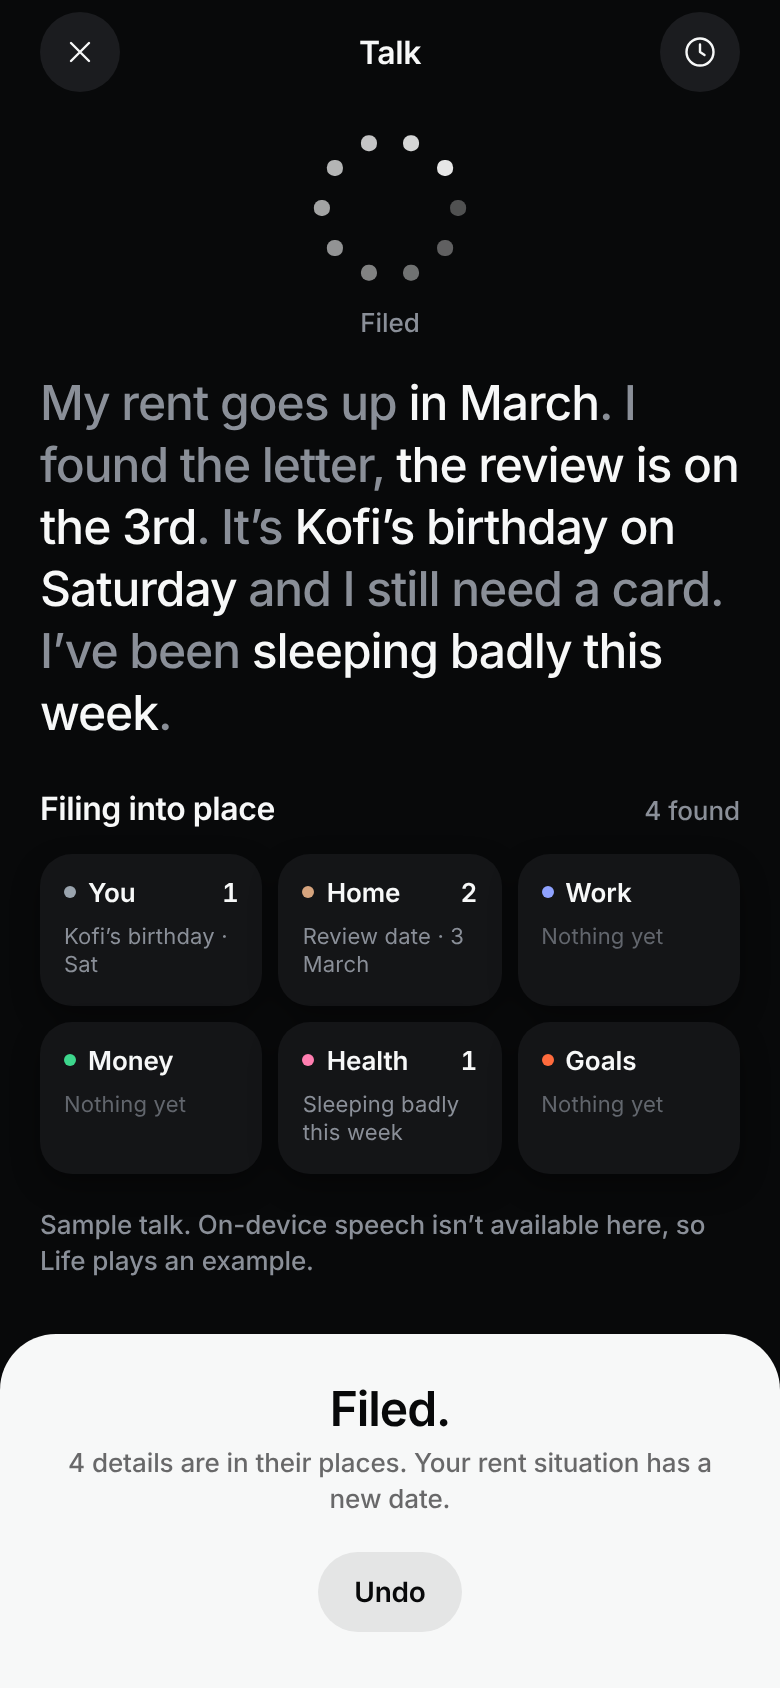 Talk
Filed
My rent goes up in March. I
found the letter, the review is on
the 3rd. It’s Kofi’s birthday on
Saturday and I still need a card.
I’ve been sleeping badly this
week.
Filing into place
4 found
You 1
Kofi’s birthday ·
Sat
Home 2
Review date · 3
March
Work
Nothing yet
Money
Nothing yet
Health 1
Sleeping badly
this week
Goals
Nothing yet
Sample talk. On-device speech isn’t available here, so
Life plays an example.
Filed.
4 details are in their places. Your rent situation has a
new date.
Undo